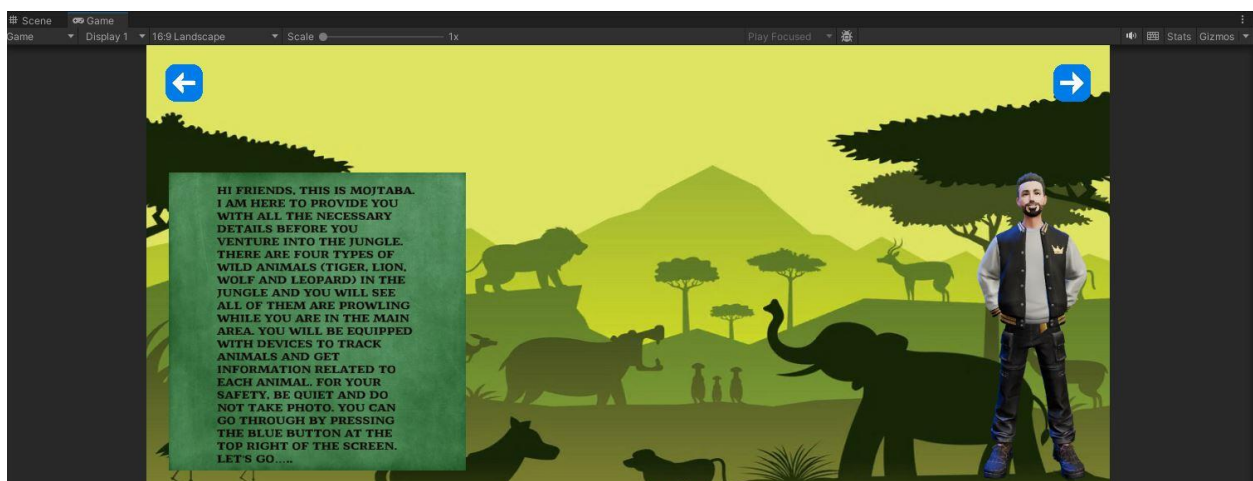 Scene Game
Game Display 1 16:9 Landscape Scale 1x Play Focused Stats Gizmos
HI FRIENDS, THIS IS MOJTABA.
I AM HERE TO PROVIDE YOU
WITH ALL THE NECESSARY
DETAILS BEFORE YOU
VENTURE INTO THE JUNGLE.
THERE ARE FOUR TYPES OF
WILD ANIMALS (TIGER, LION,
WOLF AND LEOPARD) IN THE
JUNGLE AND YOU WILL SEE
ALL OF THEM ARE PROWLING
WHILE YOU ARE IN THE MAIN
AREA. YOU WILL BE EQUIPPED
WITH DEVICES TO TRACK
ANIMALS AND GET
INFORMATION RELATED TO
EACH ANIMAL. FOR YOUR
SAFETY, BE QUIET AND DO
NOT TAKE PHOTO. YOU CAN
GO THROUGH BY PRESSING
THE BLUE BUTTON AT THE
TOP RIGHT OF THE SCREEN.
LET'S GO.....